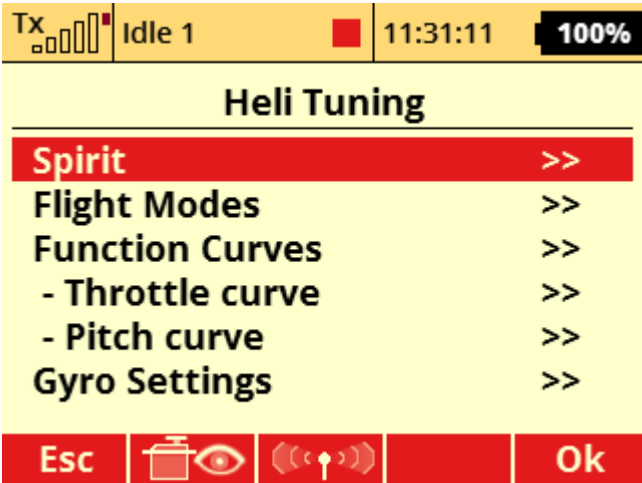 Tx Idle 1 11:31:11 100%
Heli Tuning
Spirit >>
Flight Modes >>
Function Curves >>
- Throttle curve >>
- Pitch curve >>
Gyro Settings >>
Esc Ok